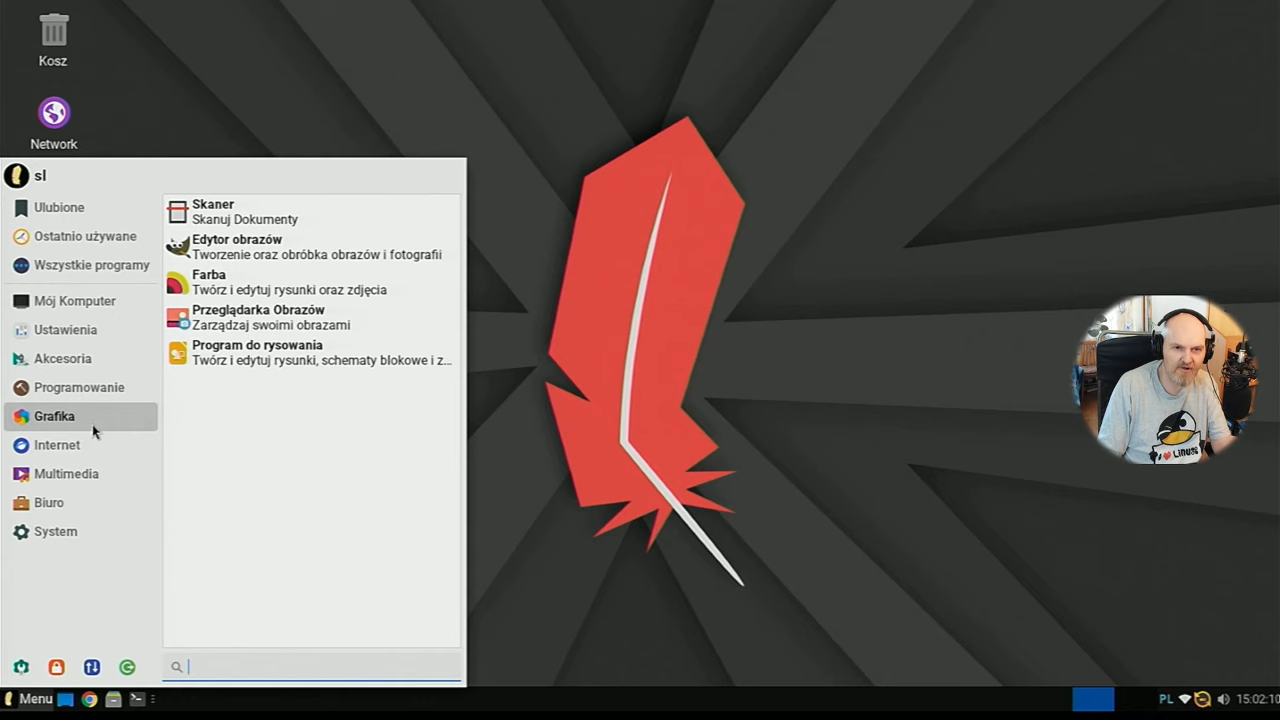 Kosz
Network
sl
Ulubione
Ostatnio używane
Wszystkie programy
Mój Komputer
Ustawienia
Akcesoria
Programowanie
Grafika
Internet
Multimedia
Biuro
System
Skaner
Skanuj Dokumenty
Edytor obrazów
Tworzenie oraz obróbka obrazów i fotografii
Farba
Twórz i edytuj rysunki oraz zdjęcia
Przeglądarka Obrazów
Zarządzaj swoimi obrazami
Program do rysowania
Twórz i edytuj rysunki, schematy blokowe i z...
I ❤ LINUX
Menu
PL
15:02:10